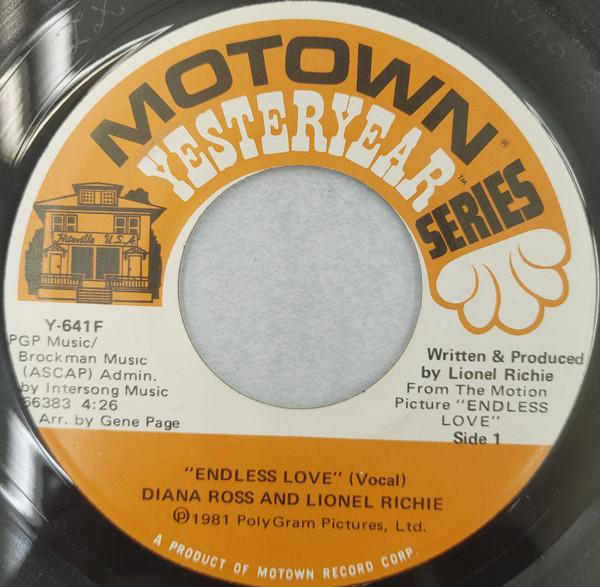 MOTOWN®
YESTERYEAR™
SERIES
Hitsville U.S.A
Y-641F
PGP Music/
Brockman Music
(ASCAP) Admin.
by Intersong Music
66383 4:26
Arr. by Gene Page
Written & Produced
by Lionel Richie
From The Motion
Picture "ENDLESS
LOVE"
Side 1
"ENDLESS LOVE" (Vocal)
DIANA ROSS AND LIONEL RICHIE
℗1981 PolyGram Pictures, Ltd.
A PRODUCT OF MOTOWN RECORD CORP.